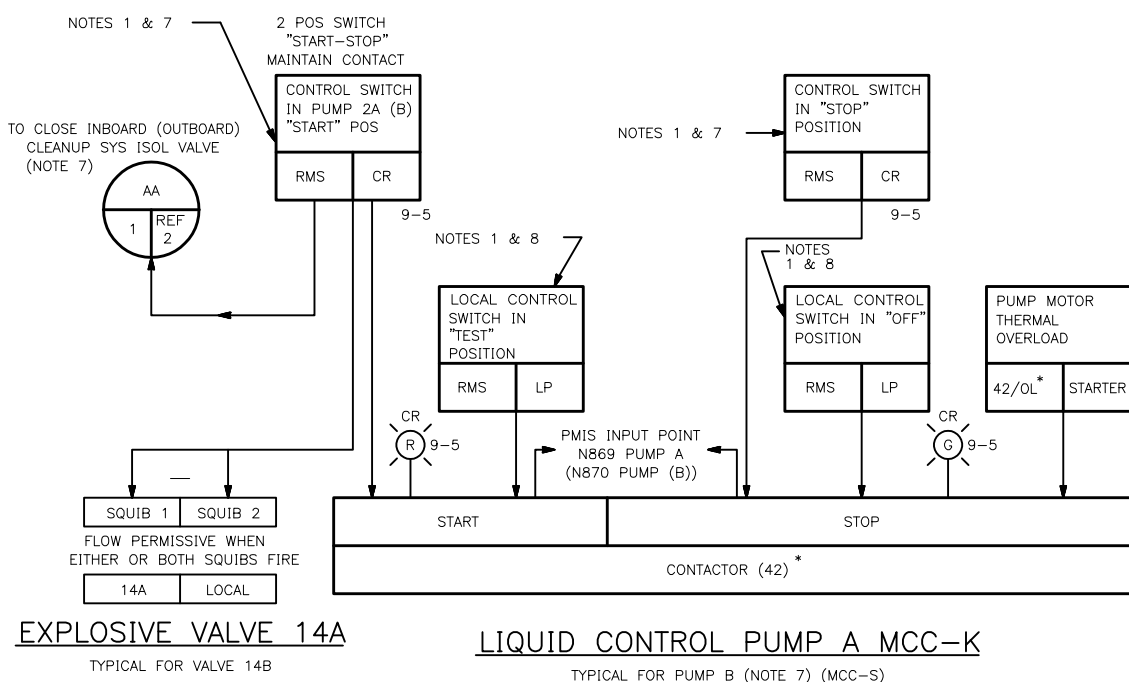 NOTES 1 & 7
2 POS SWITCH
"START-STOP"
MAINTAIN CONTACT
CONTROL SWITCH
IN PUMP 2A (B)
"START" POS
RMS
CR
9-5
TO CLOSE INBOARD (OUTBOARD)
CLEANUP SYS ISOL VALVE
(NOTE 7)
AA
1
REF
2
NOTES 1 & 7
CONTROL SWITCH
IN "STOP"
POSITION
RMS
CR
9-5
NOTES 1 & 8
LOCAL CONTROL
SWITCH IN
"TEST"
POSITION
RMS
LP
NOTES
1 & 8
LOCAL CONTROL
SWITCH IN "OFF"
POSITION
RMS
LP
PUMP MOTOR
THERMAL
OVERLOAD
42/OL*
STARTER
CR
R
9-5
PMIS INPUT POINT
N869 PUMP A
(N870 PUMP (B))
CR
G
9-5
SQUIB 1
SQUIB 2
FLOW PERMISSIVE WHEN
EITHER OR BOTH SQUIBS FIRE
14A
LOCAL
EXPLOSIVE VALVE 14A
TYPICAL FOR VALVE 14B
START
STOP
CONTACTOR (42)*
LIQUID CONTROL PUMP A MCC-K
TYPICAL FOR PUMP B (NOTE 7) (MCC-S)